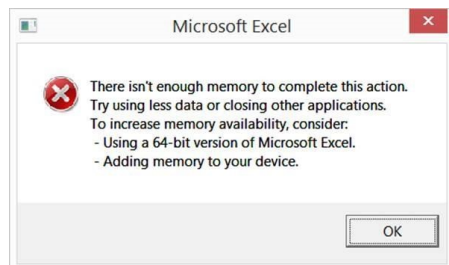 Microsoft Excel
There isn't enough memory to complete this action.
Try using less data or closing other applications.
To increase memory availability, consider:
- Using a 64-bit version of Microsoft Excel.
- Adding memory to your device.
OK